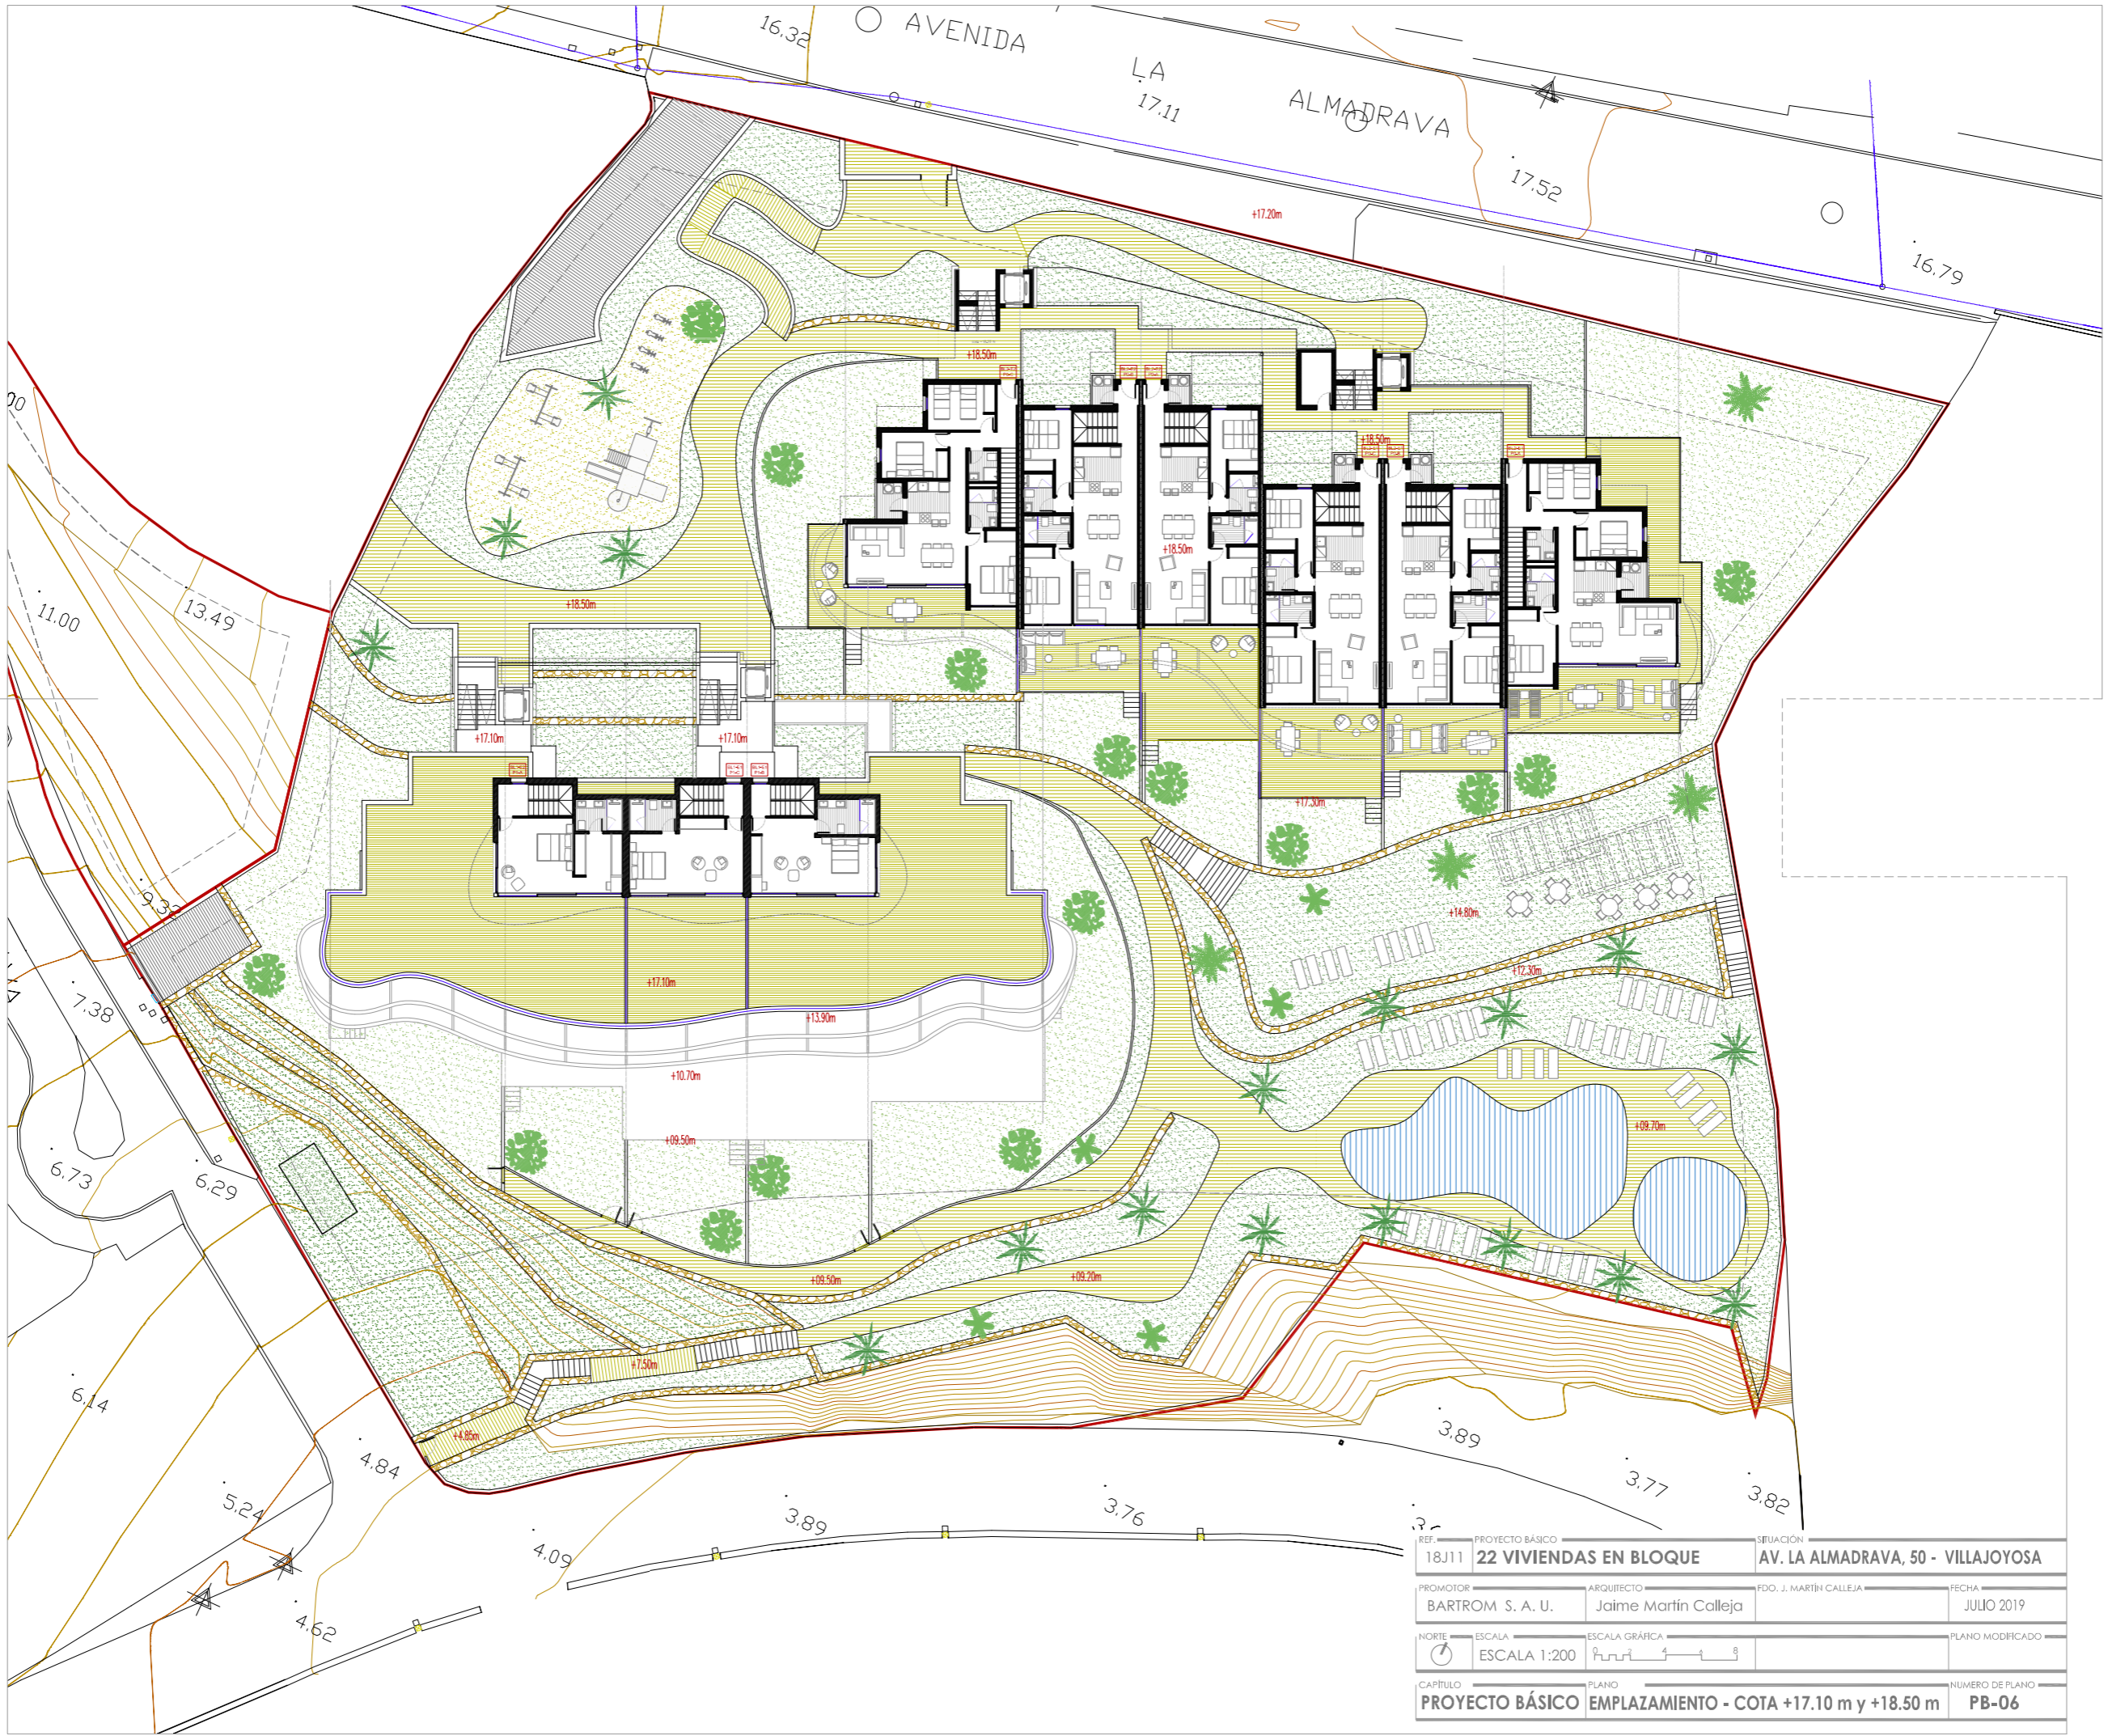 16.32
AVENIDA
LA
17.11
ALMADRAVA
17.52
16.79
+17.20m
+18.50m
+18.50m
+18.50m
+18.50m
00
11.00
13.49
+17.10m
+17.10m
+17.30m
9.32
+14.80m
+12.30m
+17.10m
+13.90m
7.38
+10.70m
+09.50m
+09.70m
6.73
6.29
+09.50m
+09.20m
+7.50m
6.14
+4.85m
4.84
3.89
3.77
3.82
5.24
3.89
3.76
4.09
4.62
REF. PROYECTO BÁSICO SITUACIÓN
18J11 22 VIVIENDAS EN BLOQUE AV. LA ALMADRAVA, 50 - VILLAJOYOSA
PROMOTOR ARQUITECTO FDO. J. MARTÍN CALLEJA FECHA
BARTROM S. A. U. Jaime Martín Calleja JULIO 2019
NORTE ESCALA ESCALA GRÁFICA PLANO MODIFICADO
ESCALA 1:200 0 2 4 6 8
CAPÍTULO PLANO NUMERO DE PLANO
PROYECTO BÁSICO EMPLAZAMIENTO - COTA +17.10 m y +18.50 m PB-06